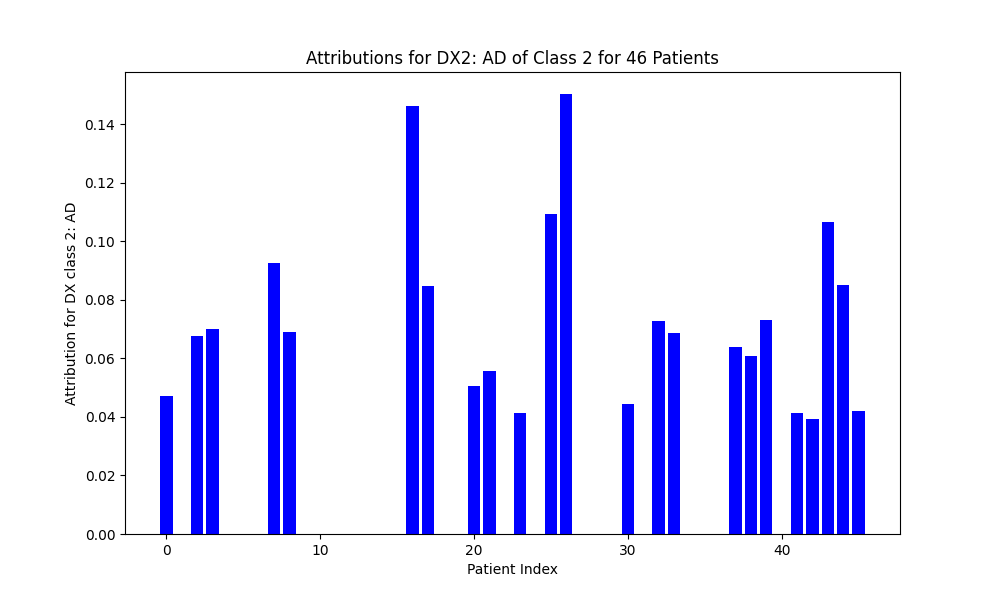 Attributions for DX2: AD of Class 2 for 46 Patients
Attribution for DX class 2: AD
0.14
0.12
0.10
0.08
0.06
0.04
0.02
0.00
0 10 20 30 40
Patient Index